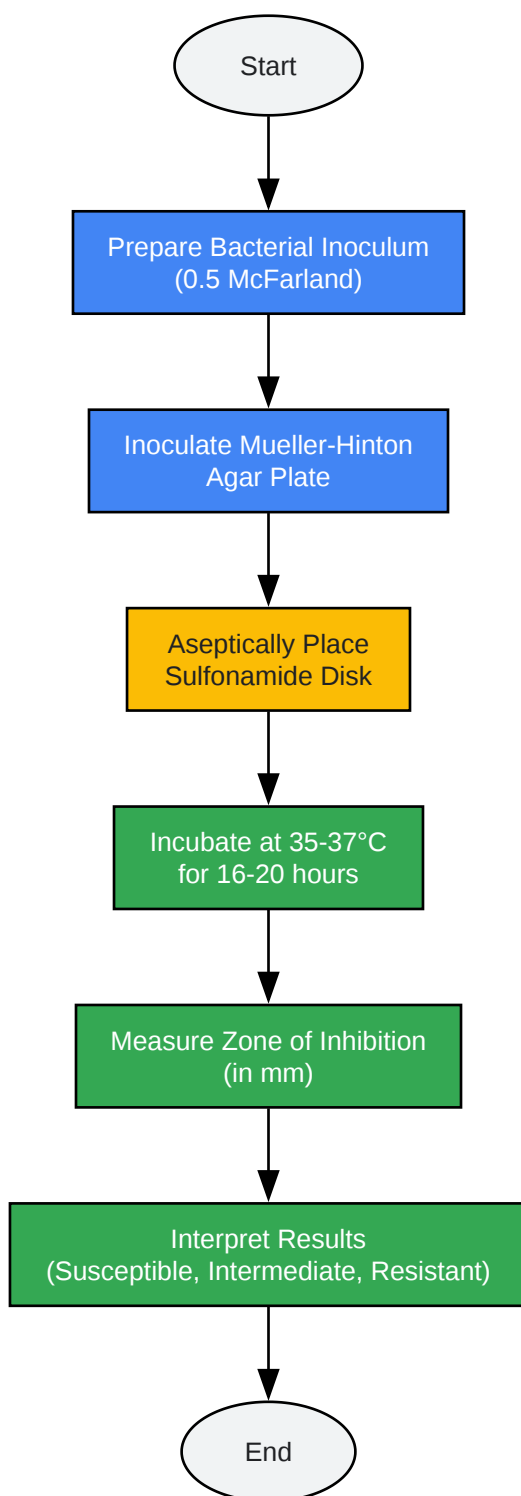 Start
Prepare Bacterial Inoculum
(0.5 McFarland)
Inoculate Mueller-Hinton
Agar Plate
Aseptically Place
Sulfonamide Disk
Incubate at 35-37°C
for 16-20 hours
Measure Zone of Inhibition
(in mm)
Interpret Results
(Susceptible, Intermediate, Resistant)
End